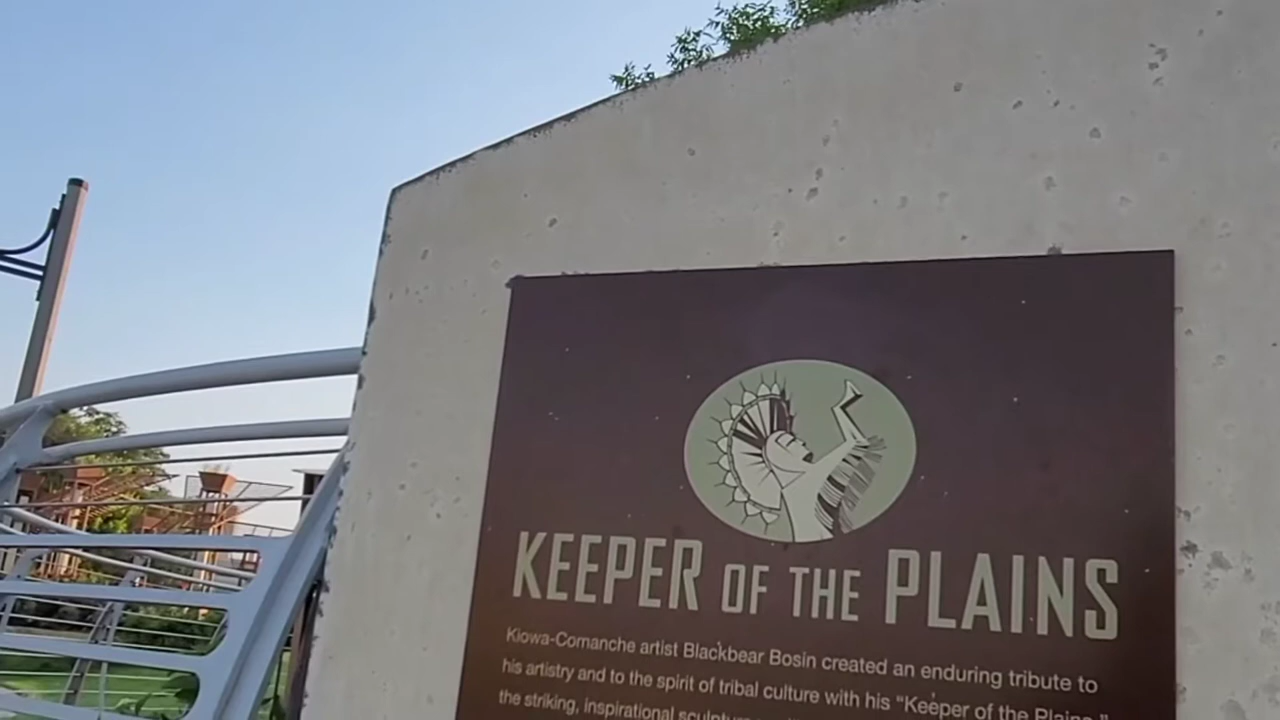 KEEPER OF THE PLAINS
Kiowa-Comanche artist Blackbear Bosin created an enduring tribute to
his artistry and to the spirit of tribal culture with his “Keeper of the Plains,”
the striking, inspirational